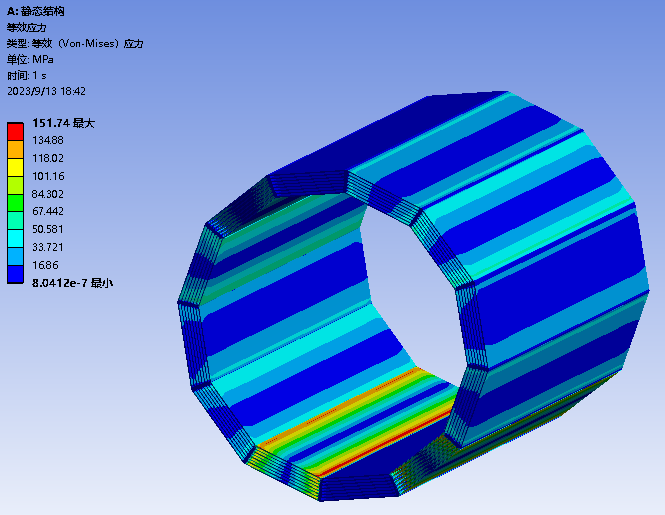 A: 静态结构
等效应力
类型: 等效（Von-Mises）应力
单位: MPa
时间: 1 s
2023/9/13 18:42
151.74 最大
134.88
118.02
101.16
84.302
67.442
50.581
33.721
16.86
8.0412e-7 最小